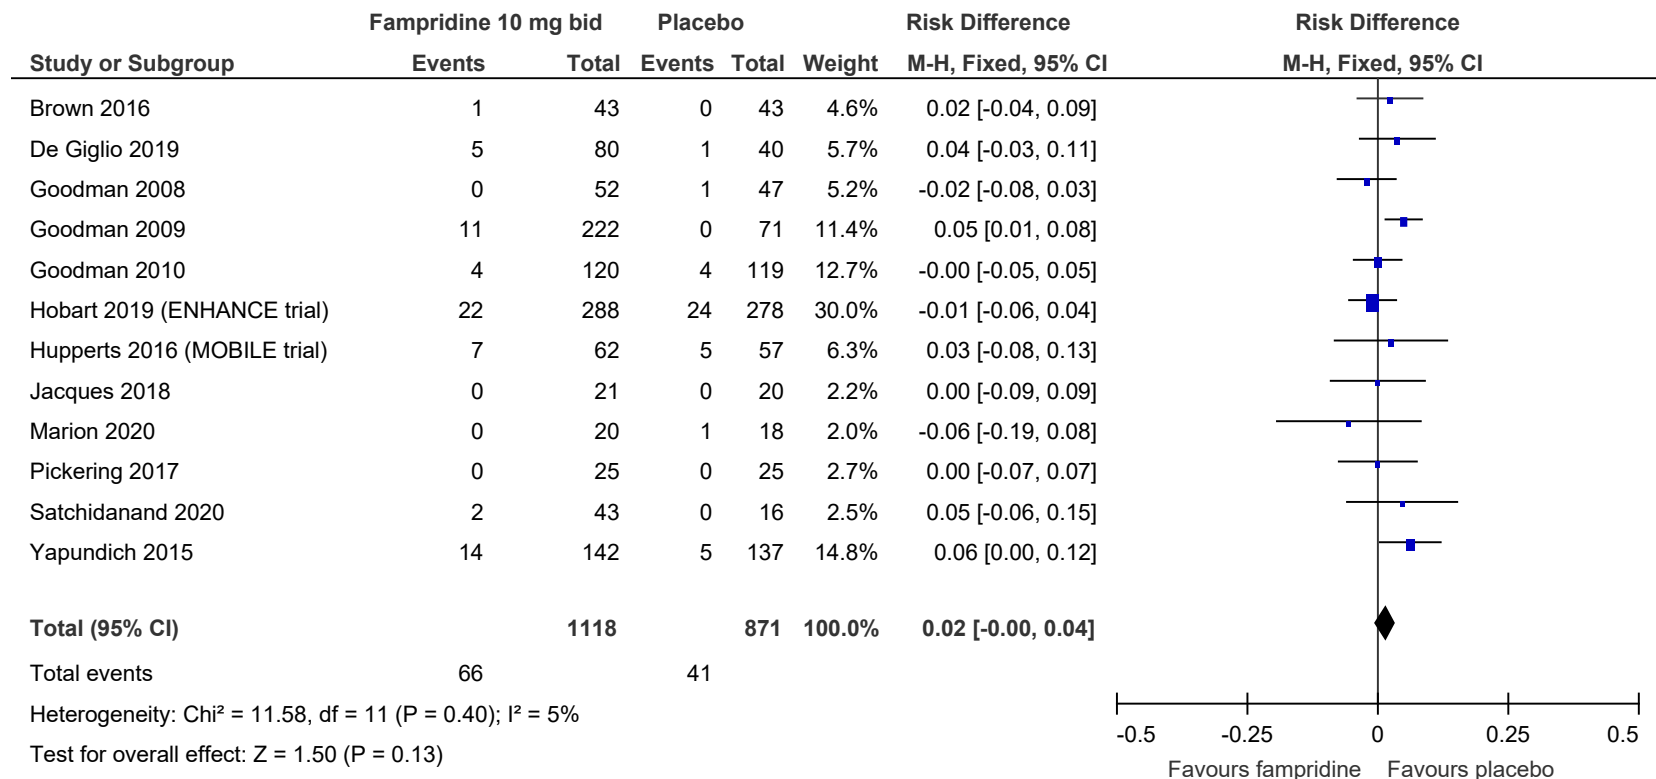 Fampridine 10 mg bid Placebo Risk Difference Risk Difference
Study or Subgroup Events Total Events Total Weight M-H, Fixed, 95% CI M-H, Fixed, 95% CI
Brown 2016 1 43 0 43 4.6% 0.02 [-0.04, 0.09]
De Giglio 2019 5 80 1 40 5.7% 0.04 [-0.03, 0.11]
Goodman 2008 0 52 1 47 5.2% -0.02 [-0.08, 0.03]
Goodman 2009 11 222 0 71 11.4% 0.05 [0.01, 0.08]
Goodman 2010 4 120 4 119 12.7% -0.00 [-0.05, 0.05]
Hobart 2019 (ENHANCE trial) 22 288 24 278 30.0% -0.01 [-0.06, 0.04]
Hupperts 2016 (MOBILE trial) 7 62 5 57 6.3% 0.03 [-0.08, 0.13]
Jacques 2018 0 21 0 20 2.2% 0.00 [-0.09, 0.09]
Marion 2020 0 20 1 18 2.0% -0.06 [-0.19, 0.08]
Pickering 2017 0 25 0 25 2.7% 0.00 [-0.07, 0.07]
Satchidanand 2020 2 43 0 16 2.5% 0.05 [-0.06, 0.15]
Yapundich 2015 14 142 5 137 14.8% 0.06 [0.00, 0.12]
Total (95% CI) 1118 871 100.0% 0.02 [-0.00, 0.04]
Total events 66 41
Heterogeneity: Chi² = 11.58, df = 11 (P = 0.40); I² = 5%
Test for overall effect: Z = 1.50 (P = 0.13)
-0.5 -0.25 0 0.25 0.5
Favours fampridine Favours placebo